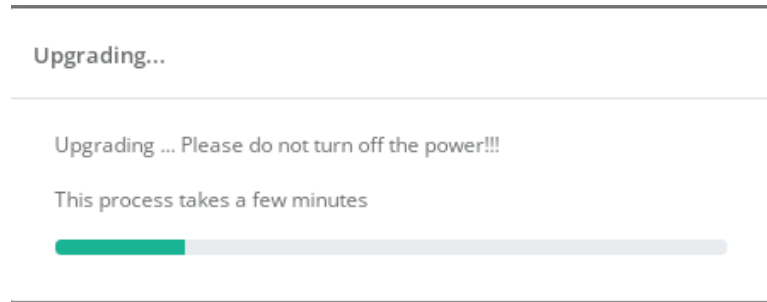 Upgrading...
Upgrading ... Please do not turn off the power!!!
This process takes a few minutes